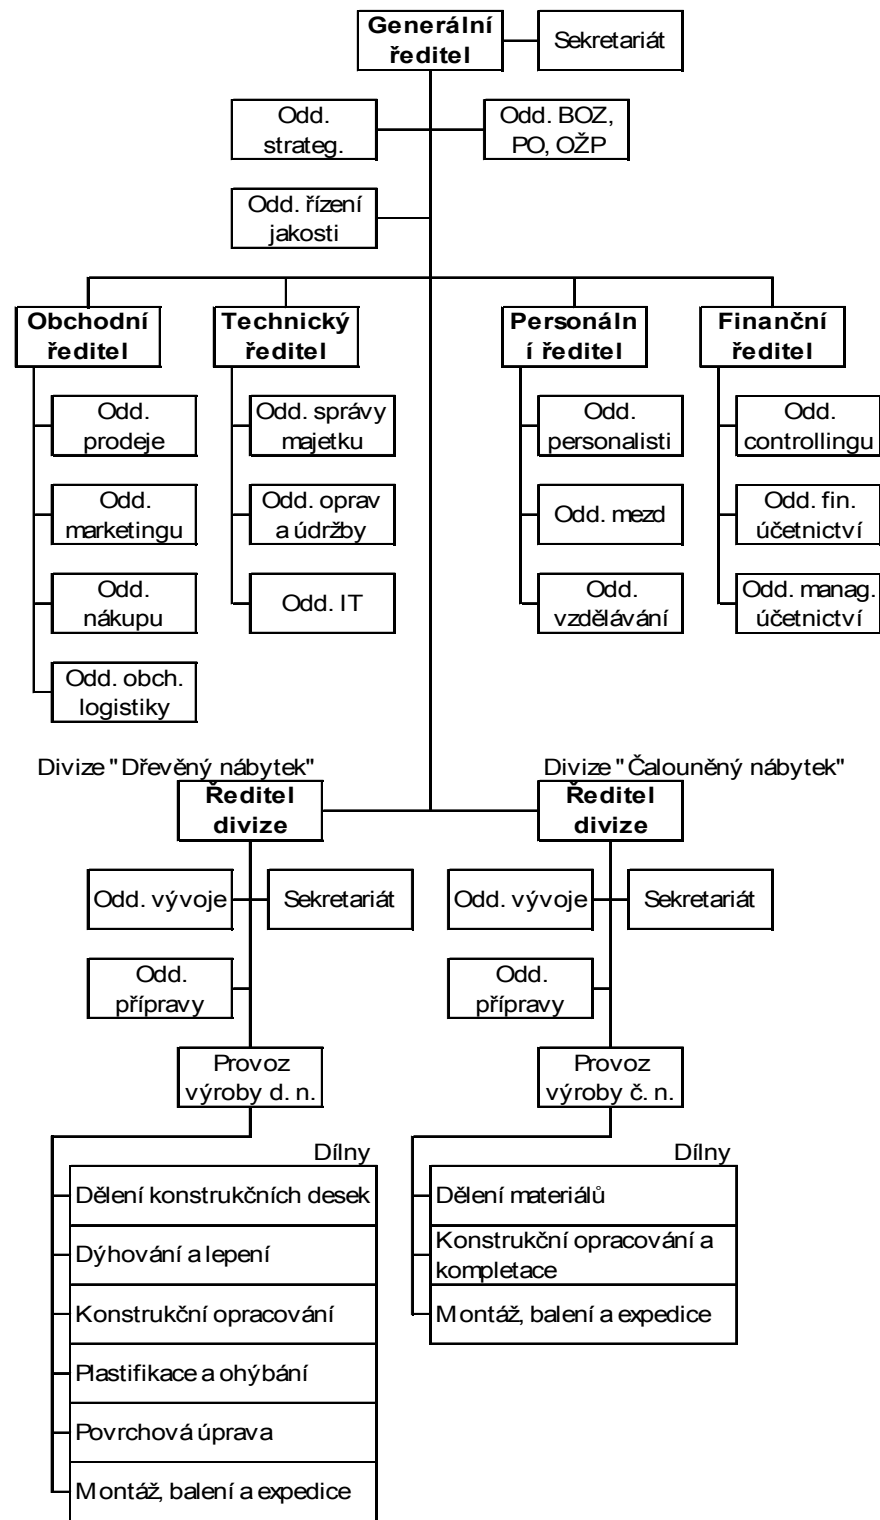 Generální
ředitel
Sekretariát
Odd.
strateg.
Odd. BOZ,
PO, OŽP
Odd. řízení
jakosti
Obchodní
ředitel
Technický
ředitel
Personáln
í ředitel
Finanční
ředitel
Odd.
prodeje
Odd. správy
majetku
Odd.
personalisti
Odd.
controllingu
Odd.
marketingu
Odd. oprav
a údržby
Odd. mezd
Odd. fin.
účetnictví
Odd.
nákupu
Odd. IT
Odd.
vzdělávání
Odd. manag.
účetnictví
Odd. obch.
logistiky
Divize "Dřevěný nábytek"
Divize "Čalouněný nábytek"
Ředitel
divize
Ředitel
divize
Odd. vývoje
Sekretariát
Odd. vývoje
Sekretariát
Odd.
přípravy
Odd.
přípravy
Provoz
výroby d. n.
Provoz
výroby č. n.
Dílny
Dělení konstrukčních desek
Dýhování a lepení
Konstrukční opracování
Plastifikace a ohýbání
Povrchová úprava
Montáž, balení a expedice
Dílny
Dělení materiálů
Konstrukční opracování a
kompletace
Montáž, balení a expedice